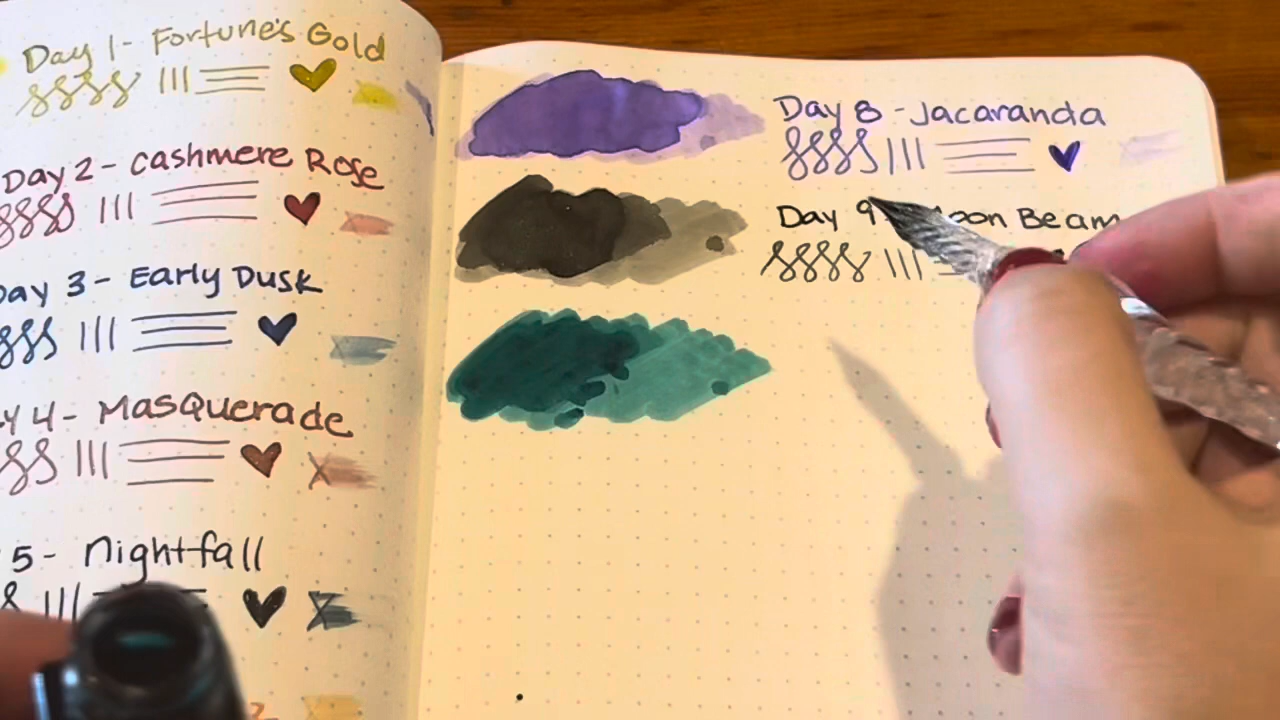 Day 1- Fortune's Gold
Day 2 - Cashmere Rose
Day 3 - Early Dusk
4 - Masquerade
5 - Nightfall
Day 8 - Jacaranda
Day 9 Beam